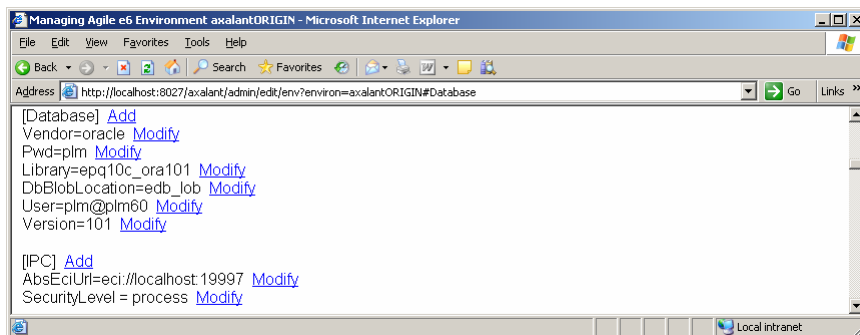 Managing Agile e6 Environment axalantORIGIN - Microsoft Internet Explorer
File Edit View Favorites Tools Help
Back Search Favorites
Address http://localhost:8027/axalant/admin/edit/env?environ=axalantORIGIN#Database Go Links »
[Database] Add
Vendor=oracle Modify
Pwd=plm Modify
Library=epq10c_ora101 Modify
DbBlobLocation=edb_lob Modify
User=plm@plm60 Modify
Version=101 Modify
[IPC] Add
AbsEciUrl=eci://localhost:19997 Modify
SecurityLevel = process Modify
Local intranet